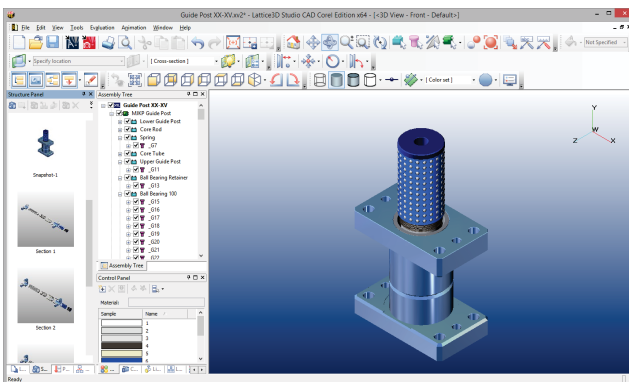 Guide Post XX-XV.xv2* - Lattice3D Studio CAD Corel Edition x64 - [<3D View - Front - Default>]
File Edit View Tools Evaluation Animation Window Help
Not Specified
Specify location
[Cross-section]
[Color set]
Structure Panel
Assembly Tree
Guide Post XX-XV
MIKP Guide Post
Lower Guide Post
Core Rod
Spring
_G7
Core Tube
Upper Guide Post
_G11
Ball Bearing Retainer
_G13
Ball Bearing 100
_G15
_G16
_G17
_G18
_G19
_G20
_G21
_G22
Snapshot-1
Section 1
Section 2
Assembly Tree
Control Panel
Material:
Sample Name
1
2
3
4
5
6
L... S... P...
... C... Li... L...
Ready
Y
W
Z X